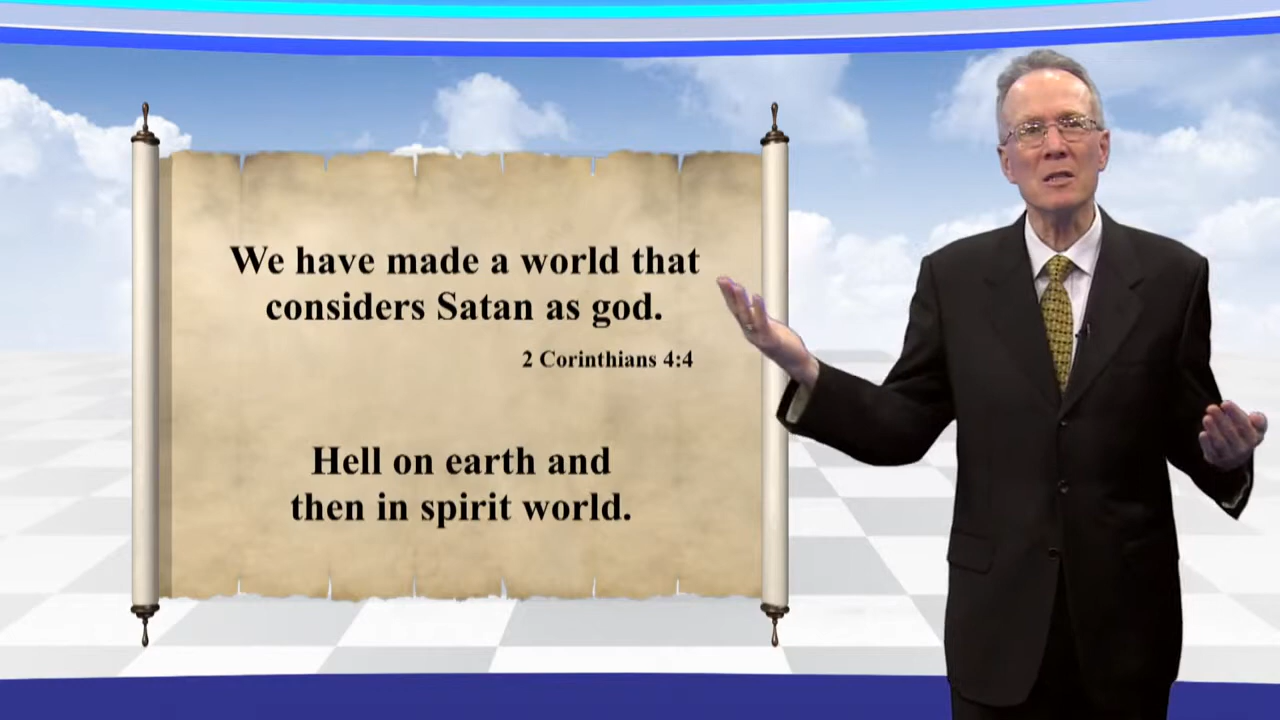 We have made a world that
considers Satan as god.
2 Corinthians 4:4
Hell on earth and
then in spirit world.